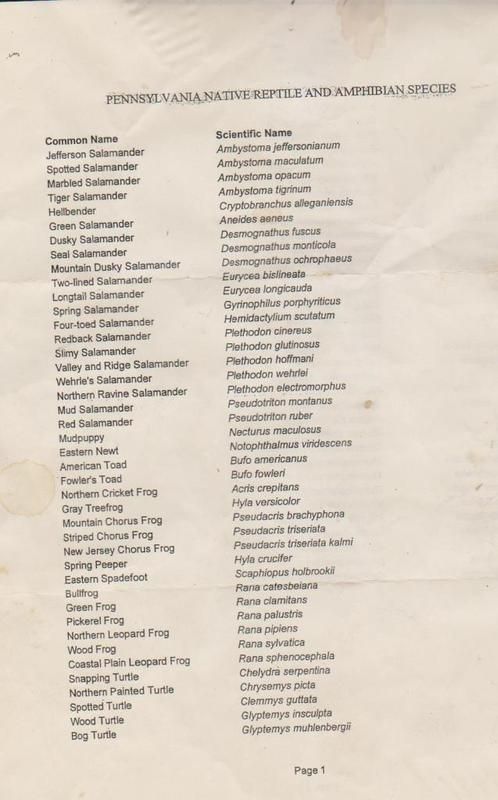 PENNSYLVANIA NATIVE REPTILE AND AMPHIBIAN SPECIES
Common Name Scientific Name
Jefferson Salamander Ambystoma jeffersonianum
Spotted Salamander Ambystoma maculatum
Marbled Salamander Ambystoma opacum
Tiger Salamander Ambystoma tigrinum
Hellbender Cryptobranchus alleganiensis
Green Salamander Aneides aeneus
Dusky Salamander Desmognathus fuscus
Seal Salamander Desmognathus monticola
Mountain Dusky Salamander Desmognathus ochrophaeus
Two-lined Salamander Eurycea bislineata
Longtail Salamander Eurycea longicauda
Spring Salamander Gyrinophilus porphyriticus
Four-toed Salamander Hemidactylium scutatum
Redback Salamander Plethodon cinereus
Slimy Salamander Plethodon glutinosus
Valley and Ridge Salamander Plethodon hoffmani
Wehrle's Salamander Plethodon wehrlei
Northern Ravine Salamander Plethodon electromorphus
Mud Salamander Pseudotriton montanus
Red Salamander Pseudotriton ruber
Mudpuppy Necturus maculosus
Eastern Newt Notophthalmus viridescens
American Toad Bufo americanus
Fowler's Toad Bufo fowleri
Northern Cricket Frog Acris crepitans
Gray Treefrog Hyla versicolor
Mountain Chorus Frog Pseudacris brachyphona
Striped Chorus Frog Pseudacris triseriata
New Jersey Chorus Frog Pseudacris triseriata kalmi
Spring Peeper Hyla crucifer
Eastern Spadefoot Scaphiopus holbrookii
Bullfrog Rana catesbeiana
Green Frog Rana clamitans
Pickerel Frog Rana palustris
Northern Leopard Frog Rana pipiens
Wood Frog Rana sylvatica
Coastal Plain Leopard Frog Rana sphenocephala
Snapping Turtle Chelydra serpentina
Northern Painted Turtle Chrysemys picta
Spotted Turtle Clemmys guttata
Wood Turtle Glyptemys insculpta
Bog Turtle Glyptemys muhlenbergii
Page 1